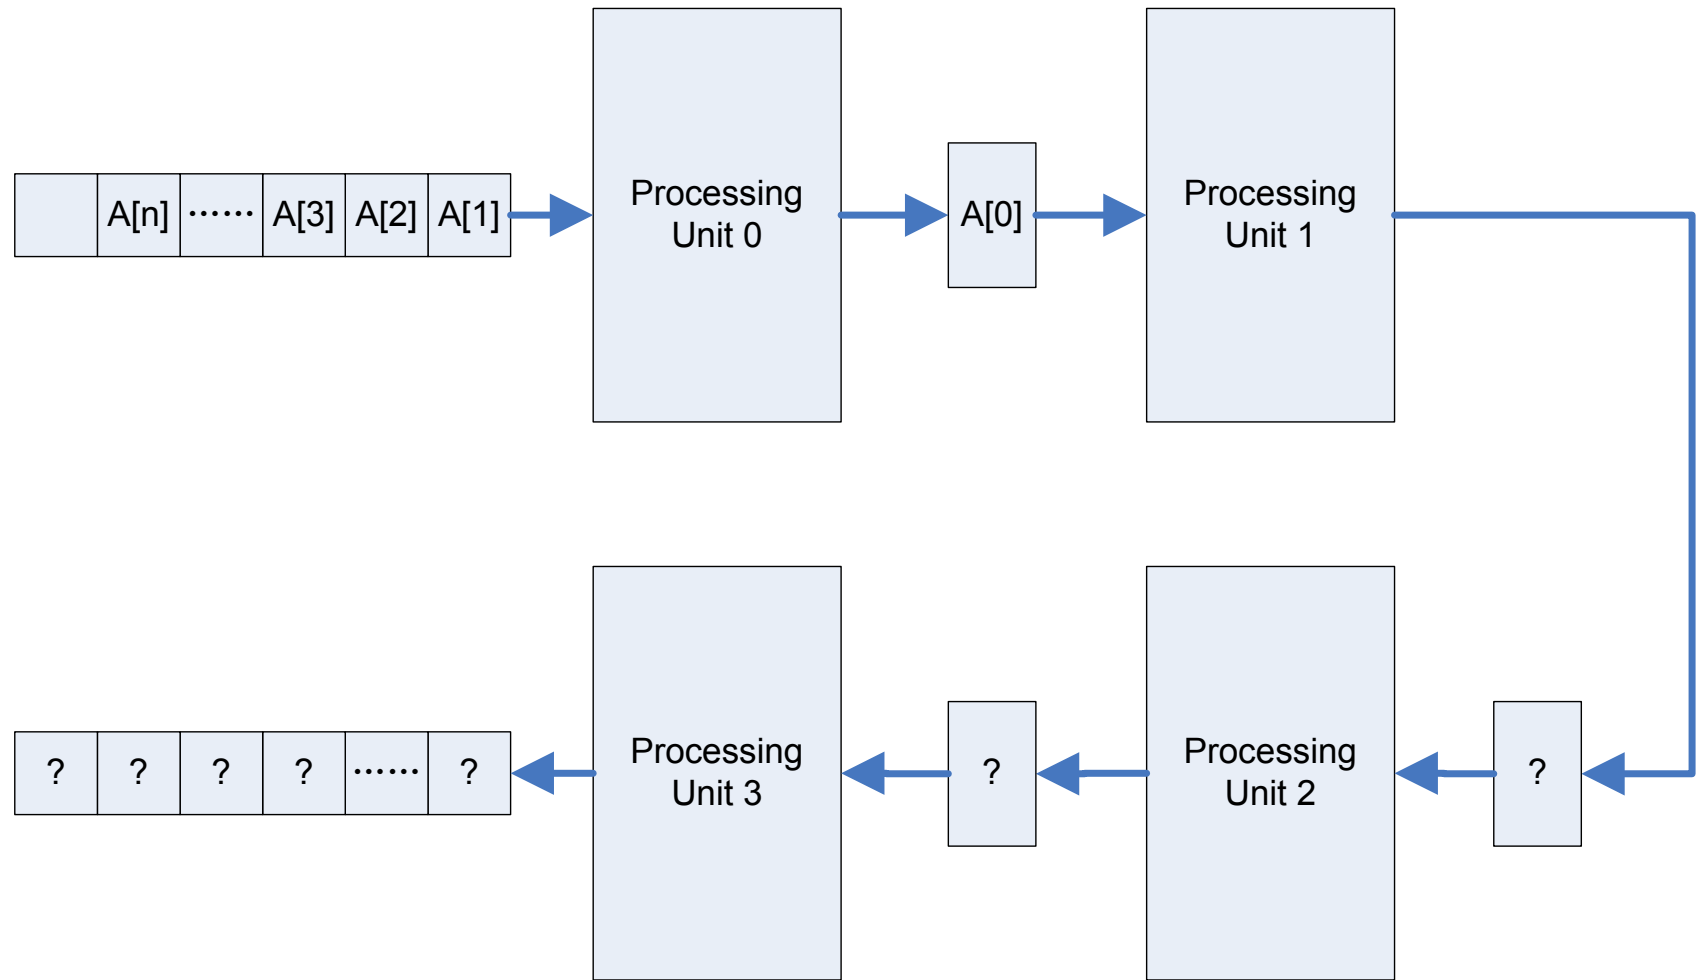 A[n] ...... A[3] A[2] A[1]
Processing
Unit 0
A[0]
Processing
Unit 1
? ? ? ? ...... ?
Processing
Unit 3
?
Processing
Unit 2
?